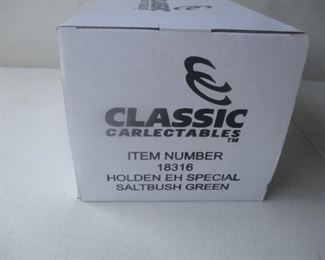 CLASSIC
CARLECTABLES
TM
ITEM NUMBER
18316
HOLDEN EH SPECIAL
SALTBUSH GREEN